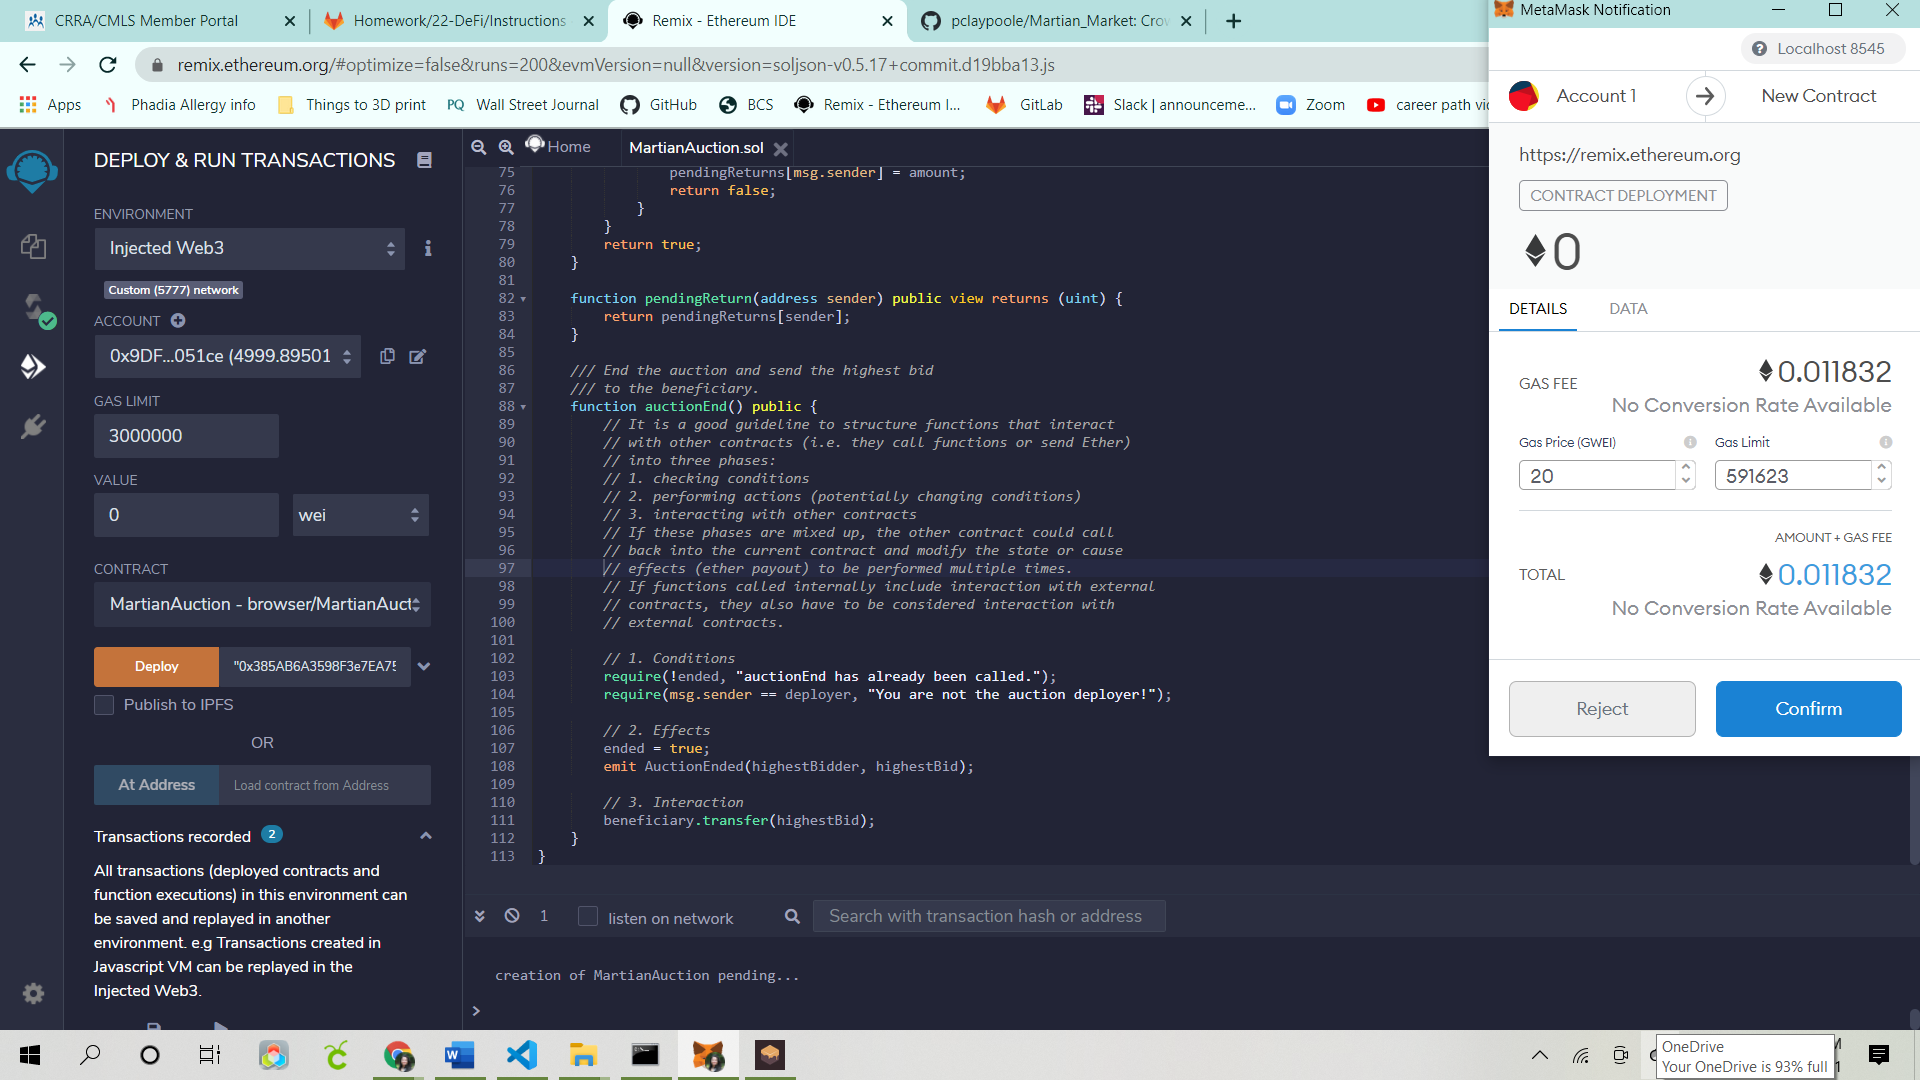 CRRA/CMLS Member Portal
Homework/22-DeFi/Instructions
Remix - Ethereum IDE
pclaypoole/Martian_Market: Crow
remix.ethereum.org/#optimize=false&runs=200&evmVersion=null&version=soljson-v0.5.17+commit.d19bba13.js
Apps
Phadia Allergy info
Things to 3D print
PQ
Wall Street Journal
GitHub
BCS
Remix - Ethereum I...
GitLab
Slack | announceme...
Zoom
career path vi
DEPLOY & RUN TRANSACTIONS
ENVIRONMENT
Injected Web3
i
Custom (5777) network
ACCOUNT
0x9DF...051ce (4999.89501
GAS LIMIT
3000000
VALUE
0
wei
CONTRACT
MartianAuction - browser/MartianAuct
Deploy
"0x385AB6A3598F3e7EA75
Publish to IPFS
OR
At Address
Load contract from Address
Transactions recorded 2
All transactions (deployed contracts and
function executions) in this environment can
be saved and replayed in another
environment. e.g Transactions created in
Javascript VM can be replayed in the
Injected Web3.
Home
MartianAuction.sol
75 pendingReturns[msg.sender] = amount;
76 return false;
77 }
78 }
79 return true;
80 }
81
82 function pendingReturn(address sender) public view returns (uint) {
83 return pendingReturns[sender];
84 }
85
86 /// End the auction and send the highest bid
87 /// to the beneficiary.
88 function auctionEnd() public {
89 // It is a good guideline to structure functions that interact
90 // with other contracts (i.e. they call functions or send Ether)
91 // into three phases:
92 // 1. checking conditions
93 // 2. performing actions (potentially changing conditions)
94 // 3. interacting with other contracts
95 // If these phases are mixed up, the other contract could call
96 // back into the current contract and modify the state or cause
97 // effects (ether payout) to be performed multiple times.
98 // If functions called internally include interaction with external
99 // contracts, they also have to be considered interaction with
100 // external contracts.
101
102 // 1. Conditions
103 require(!ended, "auctionEnd has already been called.");
104 require(msg.sender == deployer, "You are not the auction deployer!");
105
106 // 2. Effects
107 ended = true;
108 emit AuctionEnded(highestBidder, highestBid);
109
110 // 3. Interaction
111 beneficiary.transfer(highestBid);
112 }
113 }
1
listen on network
Search with transaction hash or address
creation of MartianAuction pending...
>
MetaMask Notification
Localhost 8545
Account 1
New Contract
https://remix.ethereum.org
CONTRACT DEPLOYMENT
0
DETAILS
DATA
GAS FEE
0.011832
No Conversion Rate Available
Gas Price (GWEI)
Gas Limit
20
591623
AMOUNT + GAS FEE
TOTAL
0.011832
No Conversion Rate Available
Reject
Confirm
OneDrive
Your OneDrive is 93% full